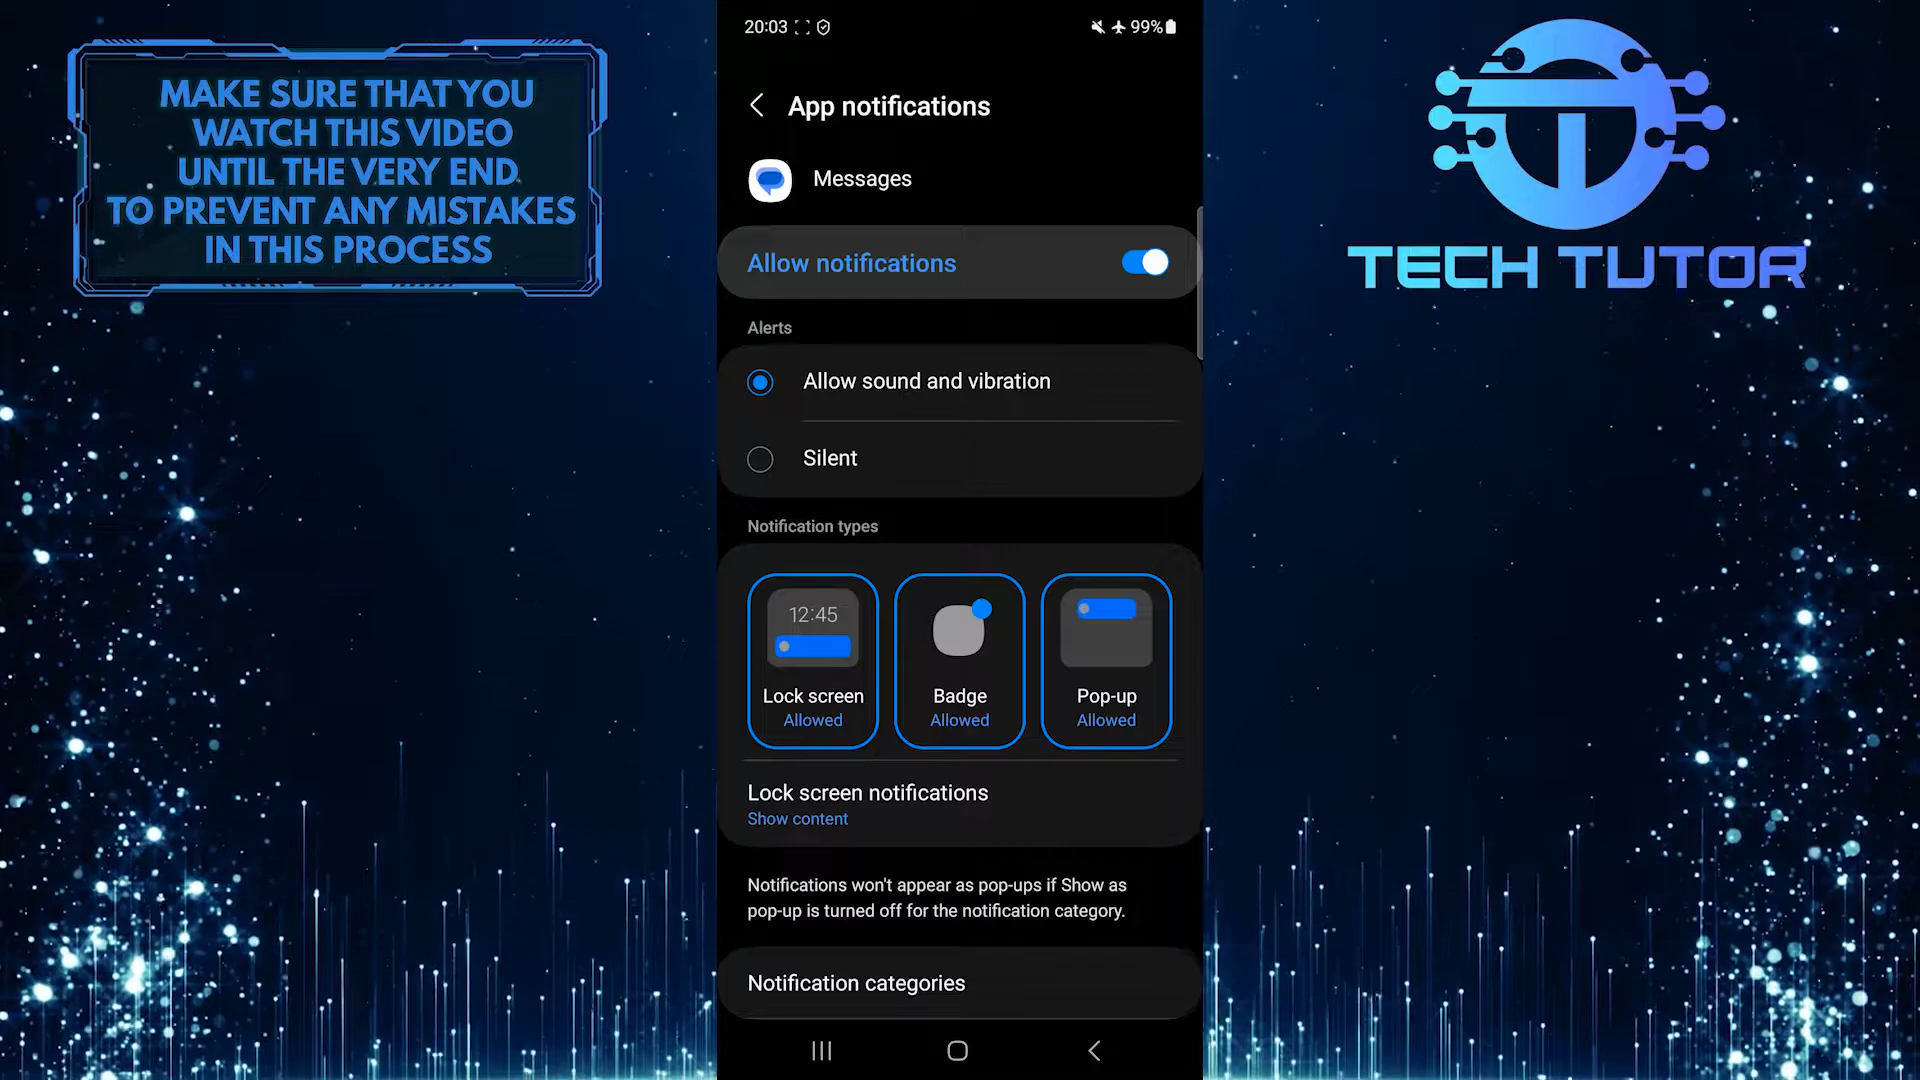 MAKE SURE THAT YOU
WATCH THIS VIDEO
UNTIL THE VERY END
TO PREVENT ANY MISTAKES
IN THIS PROCESS
20:03
99%
App notifications
Messages
Allow notifications
Alerts
Allow sound and vibration
Silent
Notification types
12:45
Lock screen
Allowed
Badge
Allowed
Pop-up
Allowed
Lock screen notifications
Show content
Notifications won't appear as pop-ups if Show as
pop-up is turned off for the notification category.
Notification categories
TECH TUTOR